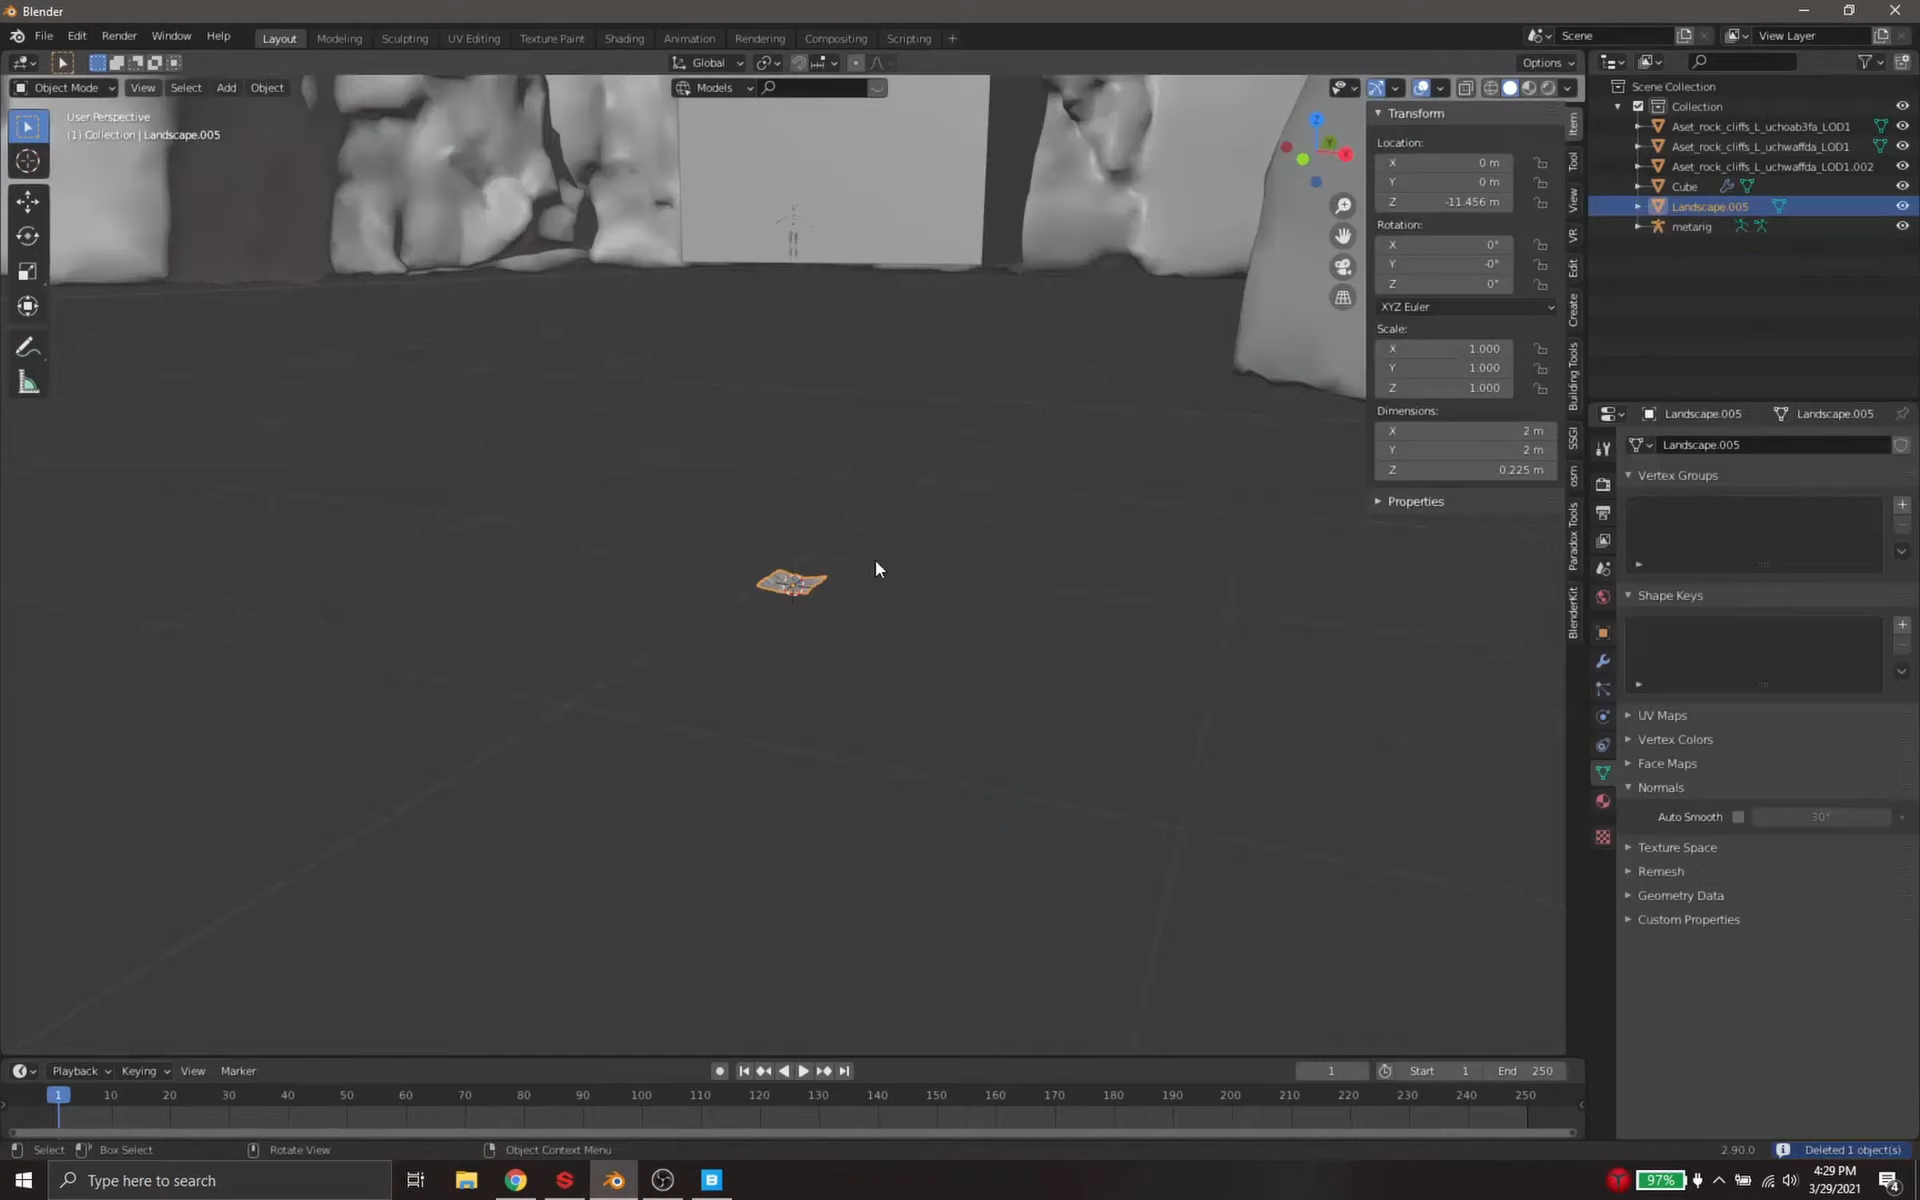 Blender
File Edit Render Window Help
Layout Modeling Sculpting UV Editing Texture Paint Shading Animation Rendering Compositing Scripting +
Scene View Layer
Global Options
Object Mode View Select Add Object
Models
User Perspective
(1) Collection | Landscape.005
Z
Y
X
Transform
Location:
X 0 m
Y 0 m
Z -11.456 m
Rotation:
X 0°
Y -0°
Z 0°
XYZ Euler
Scale:
X 1.000
Y 1.000
Z 1.000
Dimensions:
X 2 m
Y 2 m
Z 0.225 m
Properties
Item
Tool
View
VR
Edit
Create
Building Tools
SSGI
osm
Paradox Tools
BlenderKit
Scene Collection
Collection
Aset_rock_cliffs_L_uchoab3fa_LOD1
Aset_rock_cliffs_L_uchwaffda_LOD1
Aset_rock_cliffs_L_uchwaffda_LOD1.002
Cube
Landscape.005
metarig
Landscape.005 Landscape.005
Landscape.005
Vertex Groups
Shape Keys
UV Maps
Vertex Colors
Face Maps
Normals
Auto Smooth 30°
Texture Space
Remesh
Geometry Data
Custom Properties
Playback Keying View Marker
1 Start 1 End 250
1 10 20 30 40 50 60 70 80 90 100 110 120 130 140 150 160 170 180 190 200 210 220 230 240 250
Select Box Select Rotate View Object Context Menu
2.90.0 Deleted 1 object(s)
Type here to search
97%
4:29 PM
3/29/2021
4